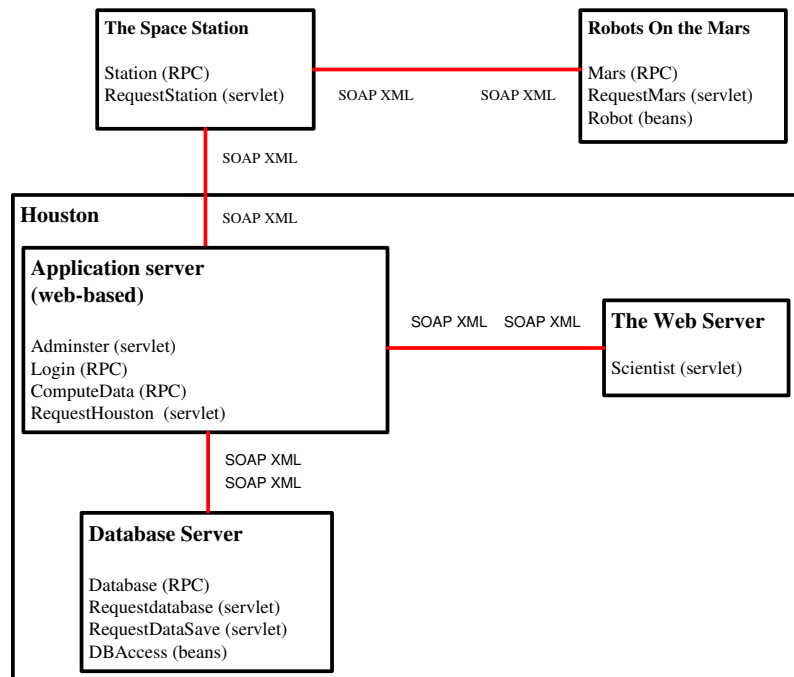 The Space Station
Station (RPC)
RequestStation (servlet)
Robots On the Mars
Mars (RPC)
RequestMars (servlet)
Robot (beans)
SOAP XML
SOAP XML
SOAP XML
Houston
SOAP XML
Application server
(web-based)
Adminster (servlet)
Login (RPC)
ComputeData (RPC)
RequestHouston (servlet)
SOAP XML
SOAP XML
The Web Server
Scientist (servlet)
SOAP XML
SOAP XML
Database Server
Database (RPC)
Requestdatabase (servlet)
RequestDataSave (servlet)
DBAccess (beans)